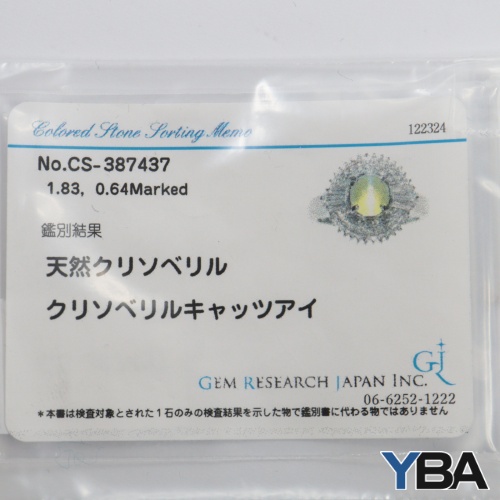 Colored Stone Sorting Memo
122324
No.CS-387437
1.83, 0.64Marked
鑑別結果
天然クリソベリル
クリソベリルキャッツアイ
GRJ
GEM RESEARCH JAPAN INC.
06-6252-1222
*本書は検査対象とされた1石のみの検査結果を示した物で鑑別書に代わる物ではありません
YBA